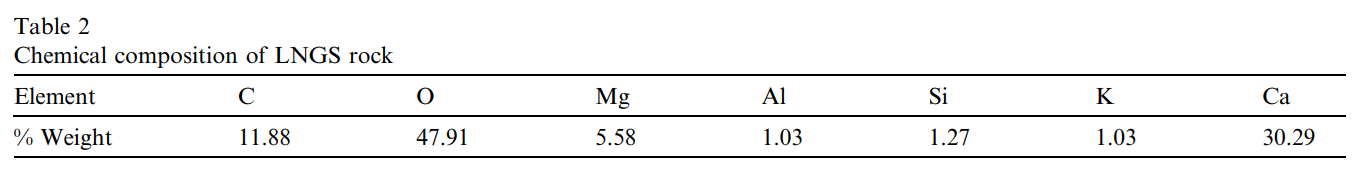 Table 2
Chemical composition of LNGS rock
Element C O Mg Al Si K Ca
% Weight 11.88 47.91 5.58 1.03 1.27 1.03 30.29